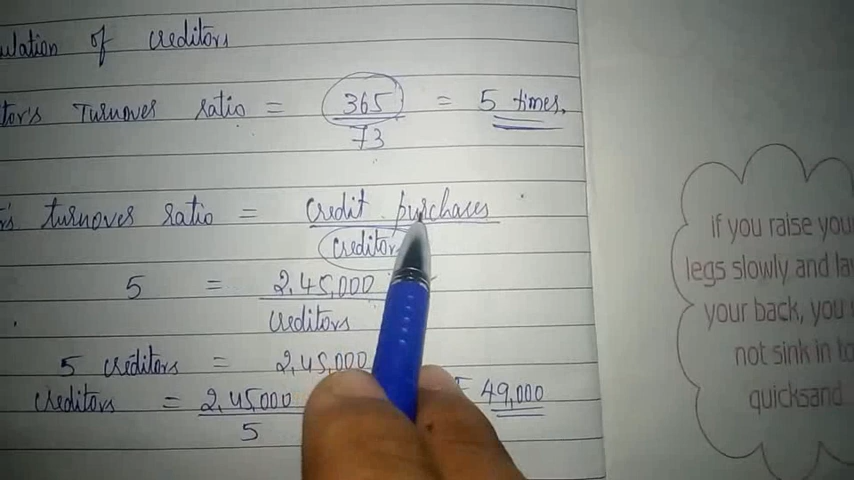 ulation of creditors
tor's Turnover ratio = 365 / 73 = 5 times.
's turnover ratio = credit purchases / creditor
5 = 2,45,000 / creditors
5 creditors = 2,45,000
creditors = 2,45,000 / 5 = 49,000
if you raise your
legs slowly and la
your back, you
not sink in to
quicksand